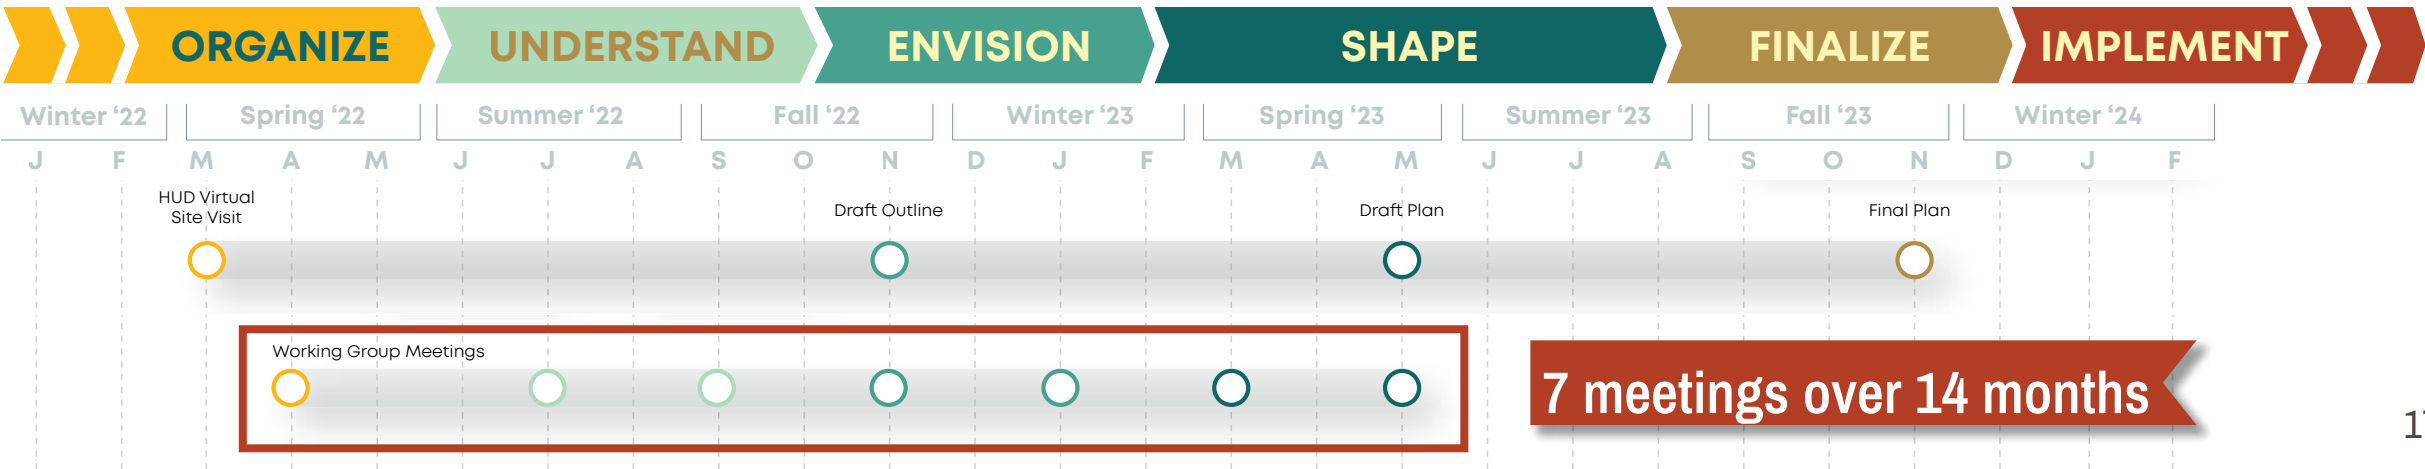 ORGANIZE UNDERSTAND ENVISION SHAPE FINALIZE IMPLEMENT
Winter ‘22 Spring ‘22 Summer ‘22 Fall ‘22 Winter ‘23 Spring ‘23 Summer ‘23 Fall ‘23 Winter ‘24
J F M A M J J A S O N D J F M A M J J A S O N D J F
HUD Virtual
Site Visit
Draft Outline
Draft Plan
Final Plan
Working Group Meetings
7 meetings over 14 months